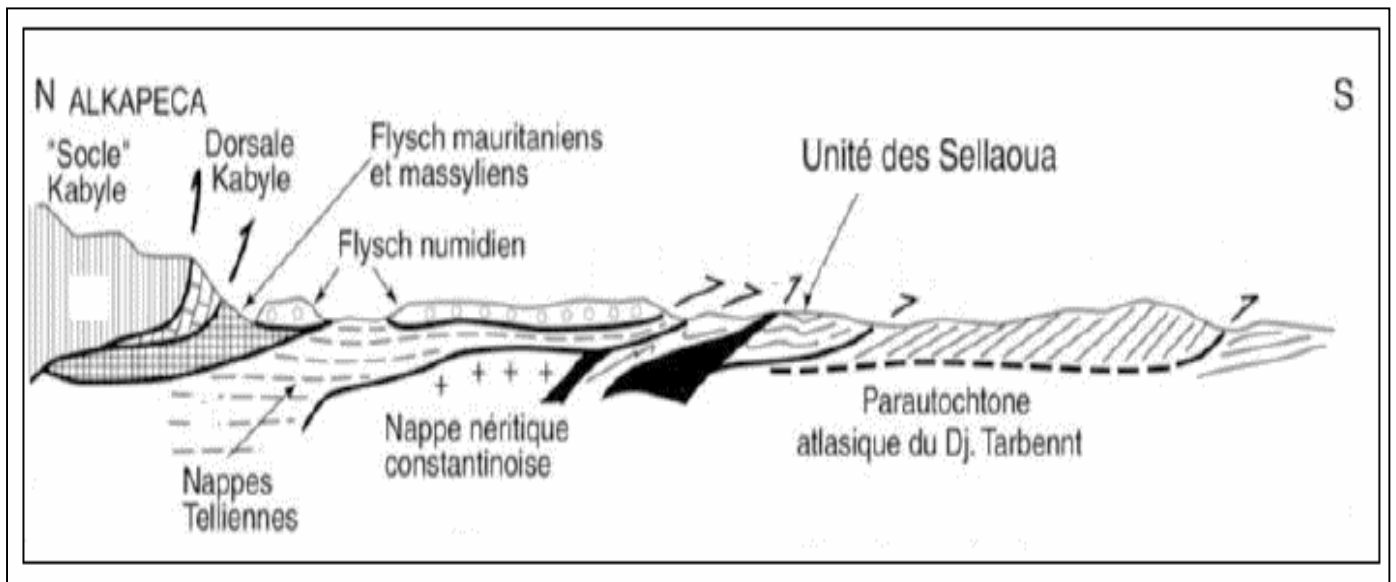 N ALKAPECA
S
"Socle"
Kabyle
Dorsale
Kabyle
Flysch mauritaniens
et massyliens
Flysch numidien
Unité des Sellaoua
Nappes
Telliennes
Nappe néritique
constantinoise
Parautochtone
atlasique du Dj. Tarbennt